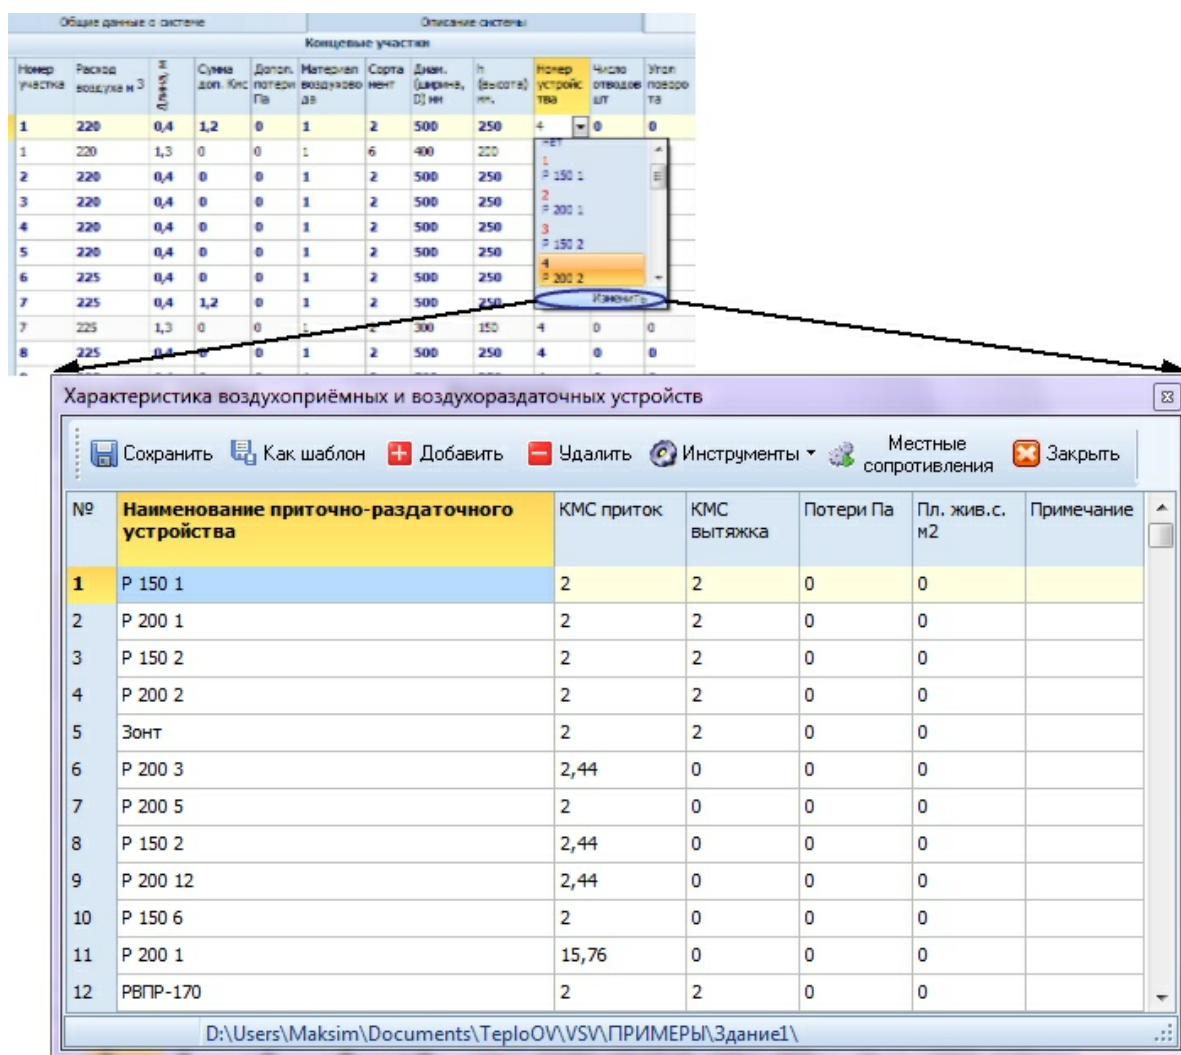 Общие данные о системе Описание системы
Концевые участки
Номер участка Расход воздуха м 3 Длина, м Сумма доп. Кмс Допол. потери Па Материал воздуховода Сортамент Диам. (ширина, D) мм h (высота) мм. Номер устройства Число отводов шт Угол поворота
1 220 0,4 1,2 0 1 2 500 250 4 0 0
1 220 1,3 0 0 1 6 400 200 нет
2 220 0,4 0 0 1 2 500 250 1
Р 150 1
3 220 0,4 0 0 1 2 500 250 2
Р 200 1
4 220 0,4 0 0 1 2 500 250 3
5 220 0,4 0 0 1 2 500 250 Р 150 2
6 225 0,4 0 0 1 2 500 250 4
Р 200 2
7 225 0,4 1,2 0 1 2 500 250 Изменить
7 225 1,3 0 0 1 2 300 150 4 0 0
8 225 0,4 0 0 1 2 500 250 4 0 0
Характеристика воздухоприёмных и воздухораздаточных устройств
Сохранить Как шаблон Добавить Удалить Инструменты Местные сопротивления Закрыть
№ Наименование приточно-раздаточного устройства КМС приток КМС вытяжка Потери Па Пл. жив.с. м2 Примечание
1 Р 150 1 2 2 0 0
2 Р 200 1 2 2 0 0
3 Р 150 2 2 2 0 0
4 Р 200 2 2 2 0 0
5 Зонт 2 2 0 0
6 Р 200 3 2,44 0 0 0
7 Р 200 5 2 0 0 0
8 Р 150 2 2,44 0 0 0
9 Р 200 12 2,44 0 0 0
10 Р 150 6 2 0 0 0
11 Р 200 1 15,76 0 0 0
12 РВПР-170 2 2 0 0
D:\Users\Maksim\Documents\TeploOV\VSV\ПРИМЕРЫ\Здание1\